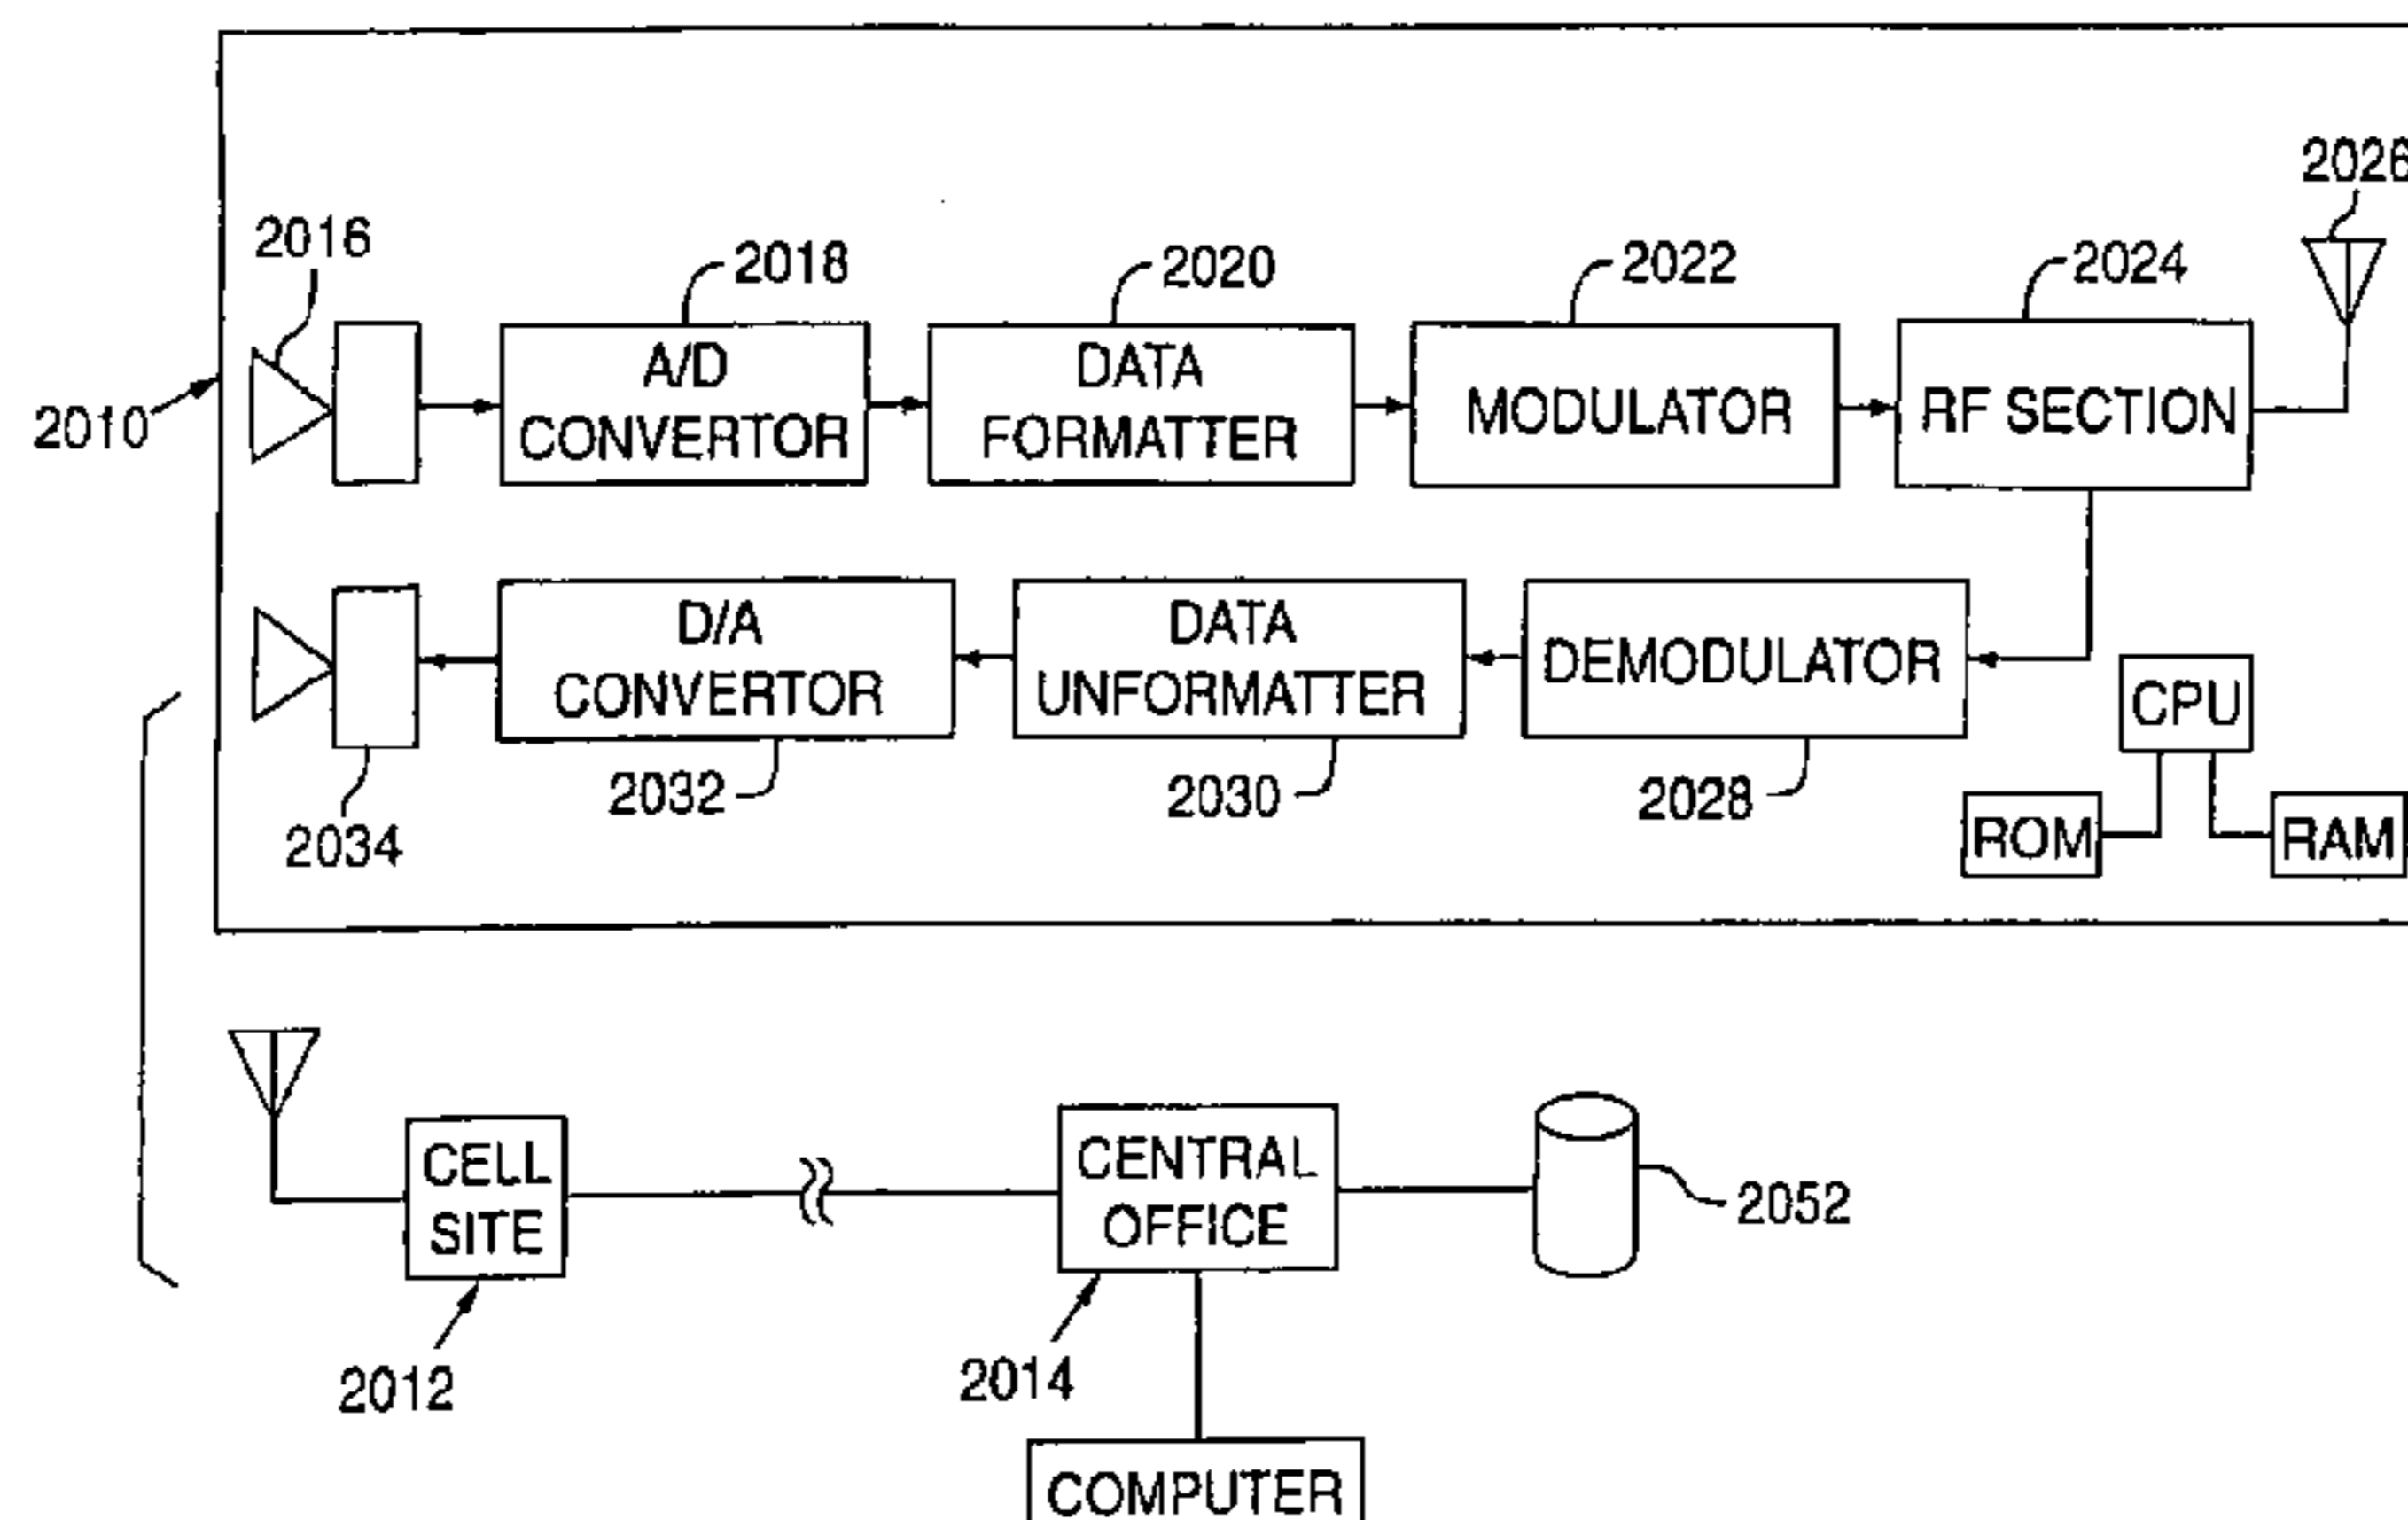 2026
2016
2018
2020
2022
2024
A/D
CONVERTOR
DATA
FORMATTER
MODULATOR
RF SECTION
2010
D/A
CONVERTOR
DATA
UNFORMATTER
DEMODULATOR
CPU
2034
2032
2030
2028
ROM
RAM
CELL
SITE
CENTRAL
OFFICE
2052
2012
2014
COMPUTER